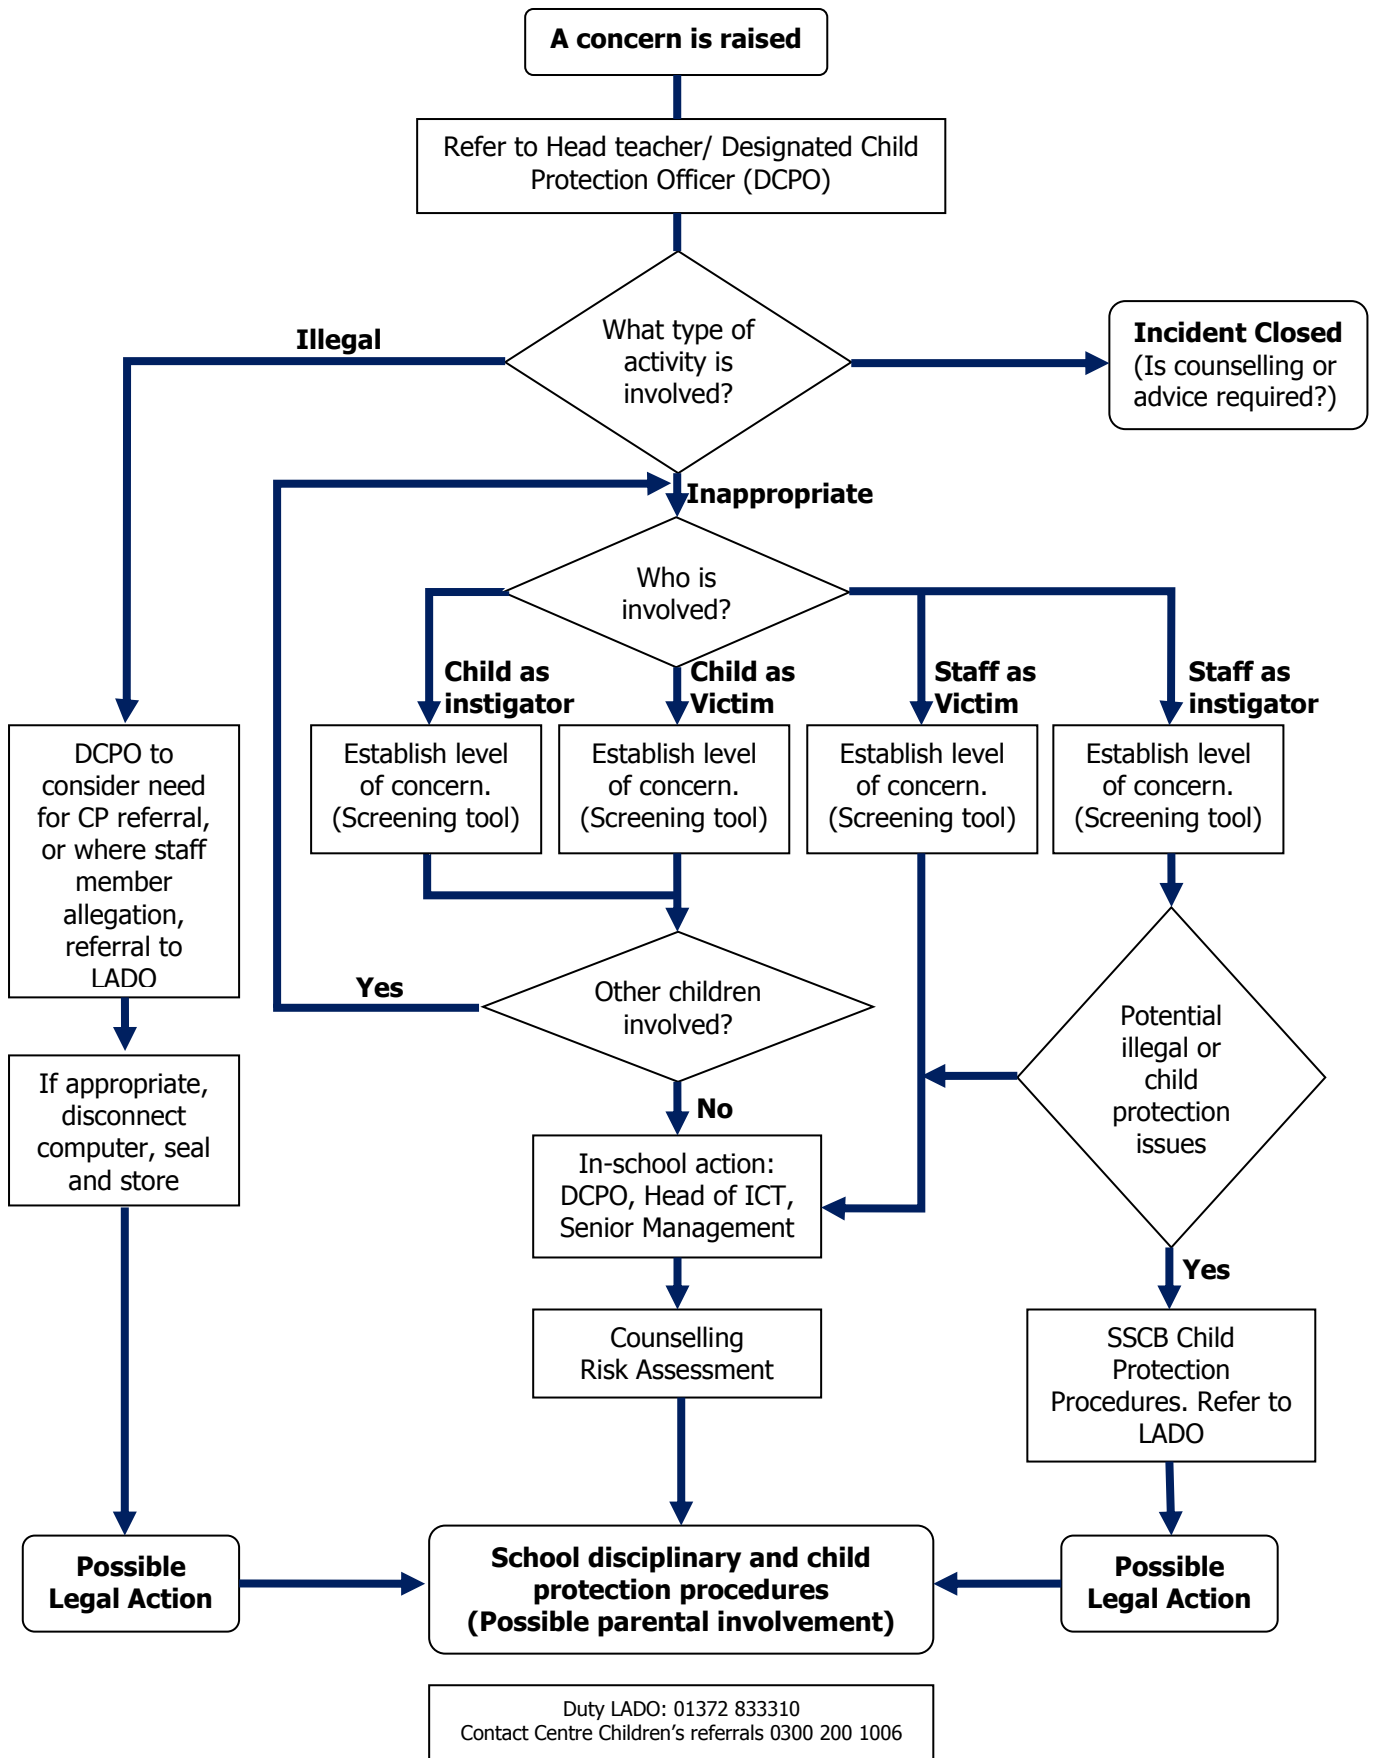 A concern is raised
Refer to Head teacher/ Designated Child
Protection Officer (DCPO)
What type of
activity is
involved?
Illegal
Incident Closed
(Is counselling or
advice required?)
Inappropriate
Who is
involved?
Child as
instigator
Child as
Victim
Staff as
Victim
Staff as
instigator
DCPO to
consider need
for CP referral,
or where staff
member
allegation,
referral to
LADO
Establish level
of concern.
(Screening tool)
Establish level
of concern.
(Screening tool)
Establish level
of concern.
(Screening tool)
Establish level
of concern.
(Screening tool)
Yes
Other children
involved?
Potential
illegal or
child
protection
issues
If appropriate,
disconnect
computer, seal
and store
No
In-school action:
DCPO, Head of ICT,
Senior Management
Yes
Counselling
Risk Assessment
SSCB Child
Protection
Procedures. Refer to
LADO
Possible
Legal Action
School disciplinary and child
protection procedures
(Possible parental involvement)
Possible
Legal Action
Duty LADO: 01372 833310
Contact Centre Children’s referrals 0300 200 1006